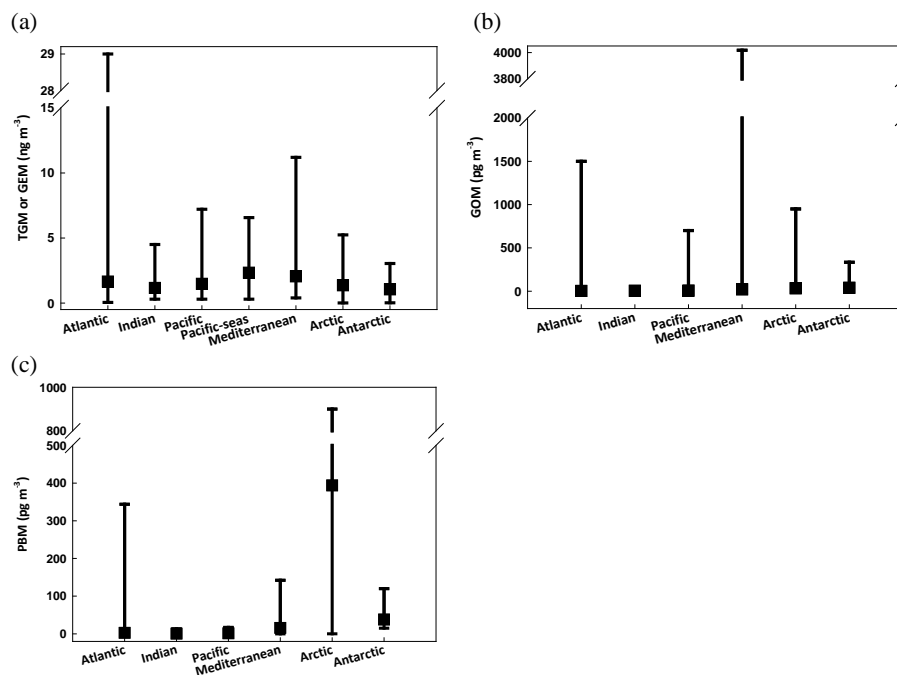 (a)
29
28
15
10
5
0
TGM or GEM (ng m⁻³)
Atlantic
Indian
Pacific
Pacific-seas
Mediterranean
Arctic
Antarctic
(b)
4000
3800
2000
1500
1000
500
0
GOM (pg m⁻³)
Atlantic
Indian
Pacific
Mediterranean
Arctic
Antarctic
(c)
1000
800
500
400
300
200
100
0
PBM (pg m⁻³)
Atlantic
Indian
Pacific
Mediterranean
Arctic
Antarctic